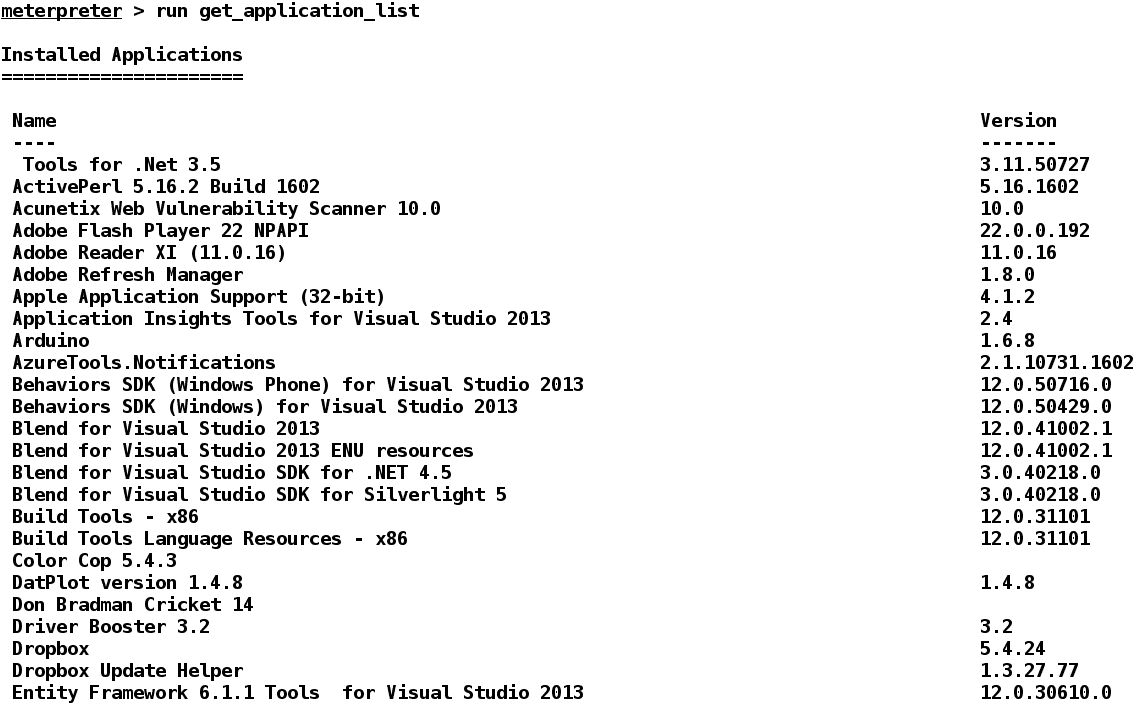 meterpreter > run get_application_list
Installed Applications
======================
Name Version
---- -------
Tools for .Net 3.5 3.11.50727
ActivePerl 5.16.2 Build 1602 5.16.1602
Acunetix Web Vulnerability Scanner 10.0 10.0
Adobe Flash Player 22 NPAPI 22.0.0.192
Adobe Reader XI (11.0.16) 11.0.16
Adobe Refresh Manager 1.8.0
Apple Application Support (32-bit) 4.1.2
Application Insights Tools for Visual Studio 2013 2.4
Arduino 1.6.8
AzureTools.Notifications 2.1.10731.1602
Behaviors SDK (Windows Phone) for Visual Studio 2013 12.0.50716.0
Behaviors SDK (Windows) for Visual Studio 2013 12.0.50429.0
Blend for Visual Studio 2013 12.0.41002.1
Blend for Visual Studio 2013 ENU resources 12.0.41002.1
Blend for Visual Studio SDK for .NET 4.5 3.0.40218.0
Blend for Visual Studio SDK for Silverlight 5 3.0.40218.0
Build Tools - x86 12.0.31101
Build Tools Language Resources - x86 12.0.31101
Color Cop 5.4.3
DatPlot version 1.4.8 1.4.8
Don Bradman Cricket 14
Driver Booster 3.2 3.2
Dropbox 5.4.24
Dropbox Update Helper 1.3.27.77
Entity Framework 6.1.1 Tools  for Visual Studio 2013 12.0.30610.0